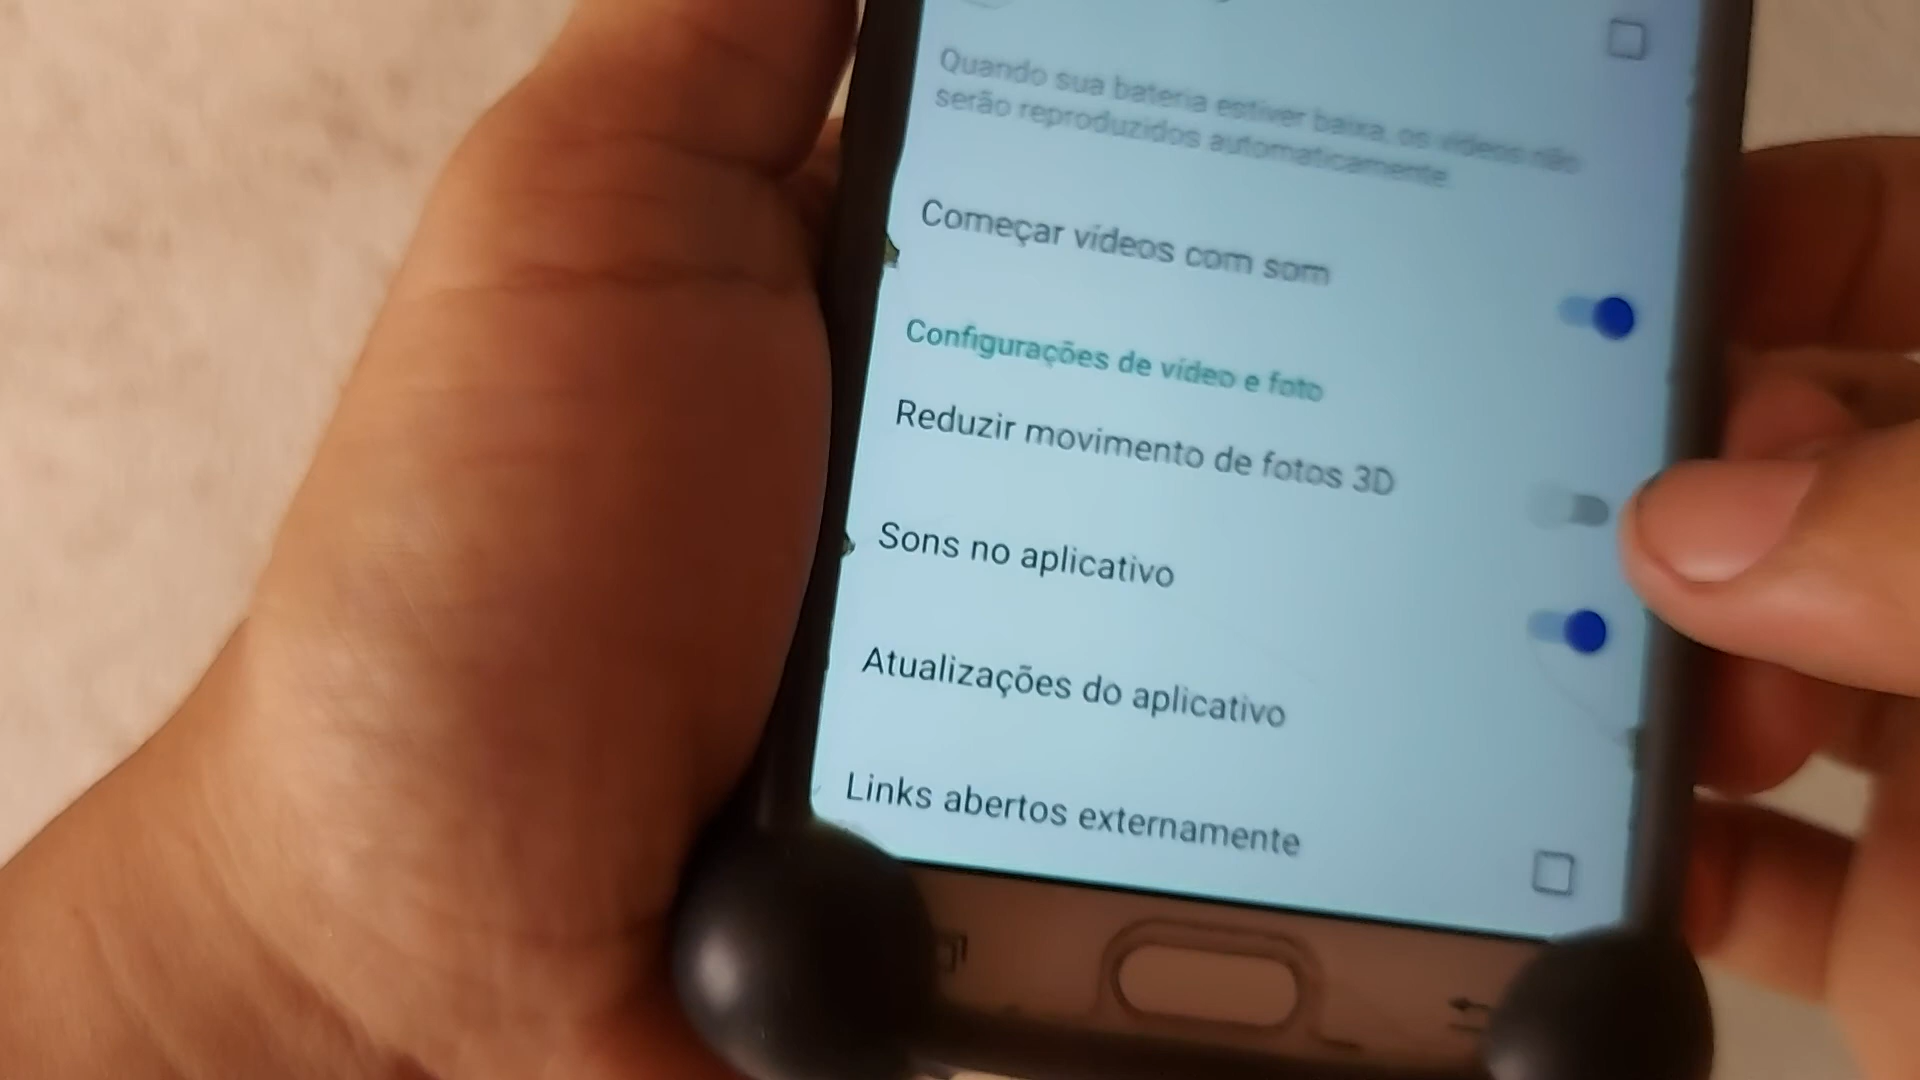 Quando sua bateria estiver baixa, os vídeos não
serão reproduzidos automaticamente.
Começar vídeos com som
Configurações de vídeo e foto
Reduzir movimento de fotos 3D
Sons no aplicativo
Atualizações do aplicativo
Links abertos externamente